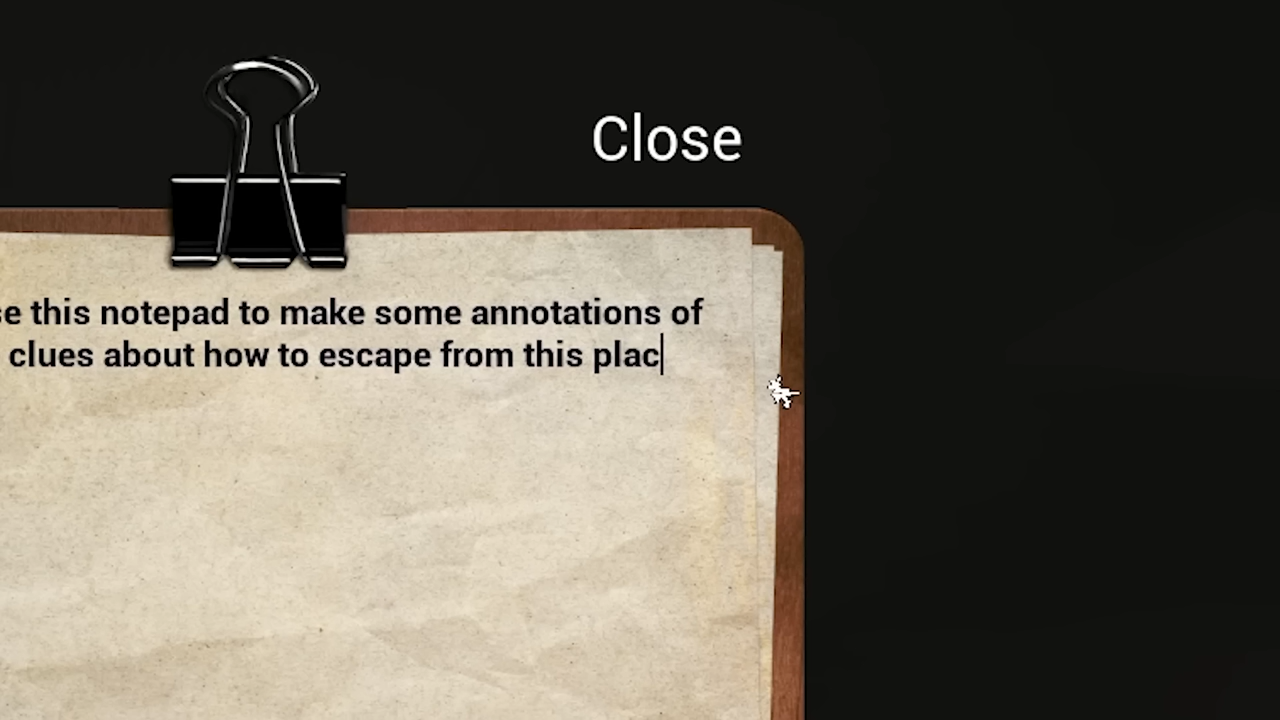 Close
se this notepad to make some annotations of
clues about how to escape from this plac